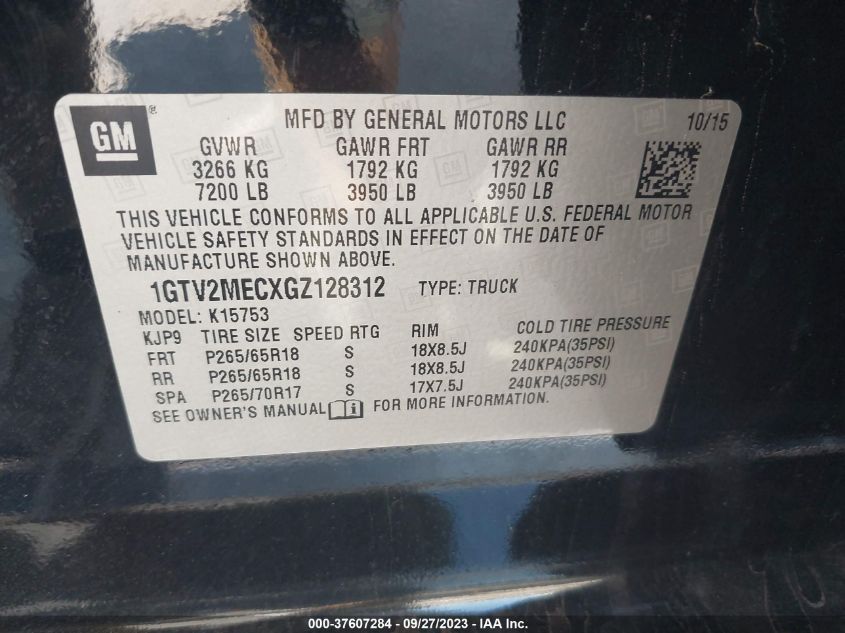 GM
®
MFD BY GENERAL MOTORS LLC 10/15
GVWR GAWR FRT GAWR RR
3266 KG 1792 KG 1792 KG
7200 LB 3950 LB 3950 LB
THIS VEHICLE CONFORMS TO ALL APPLICABLE U.S. FEDERAL MOTOR
VEHICLE SAFETY STANDARDS IN EFFECT ON THE DATE OF
MANUFACTURE SHOWN ABOVE.
1GTV2MECXGZ128312 TYPE: TRUCK
MODEL: K15753
KJP9 TIRE SIZE SPEED RTG RIM COLD TIRE PRESSURE
FRT P265/65R18 S 18X8.5J 240KPA(35PSI)
RR P265/65R18 S 18X8.5J 240KPA(35PSI)
SPA P265/70R17 S 17X7.5J 240KPA(35PSI)
SEE OWNER'S MANUAL FOR MORE INFORMATION.
000-37607284 - 09/27/2023 - IAA Inc.